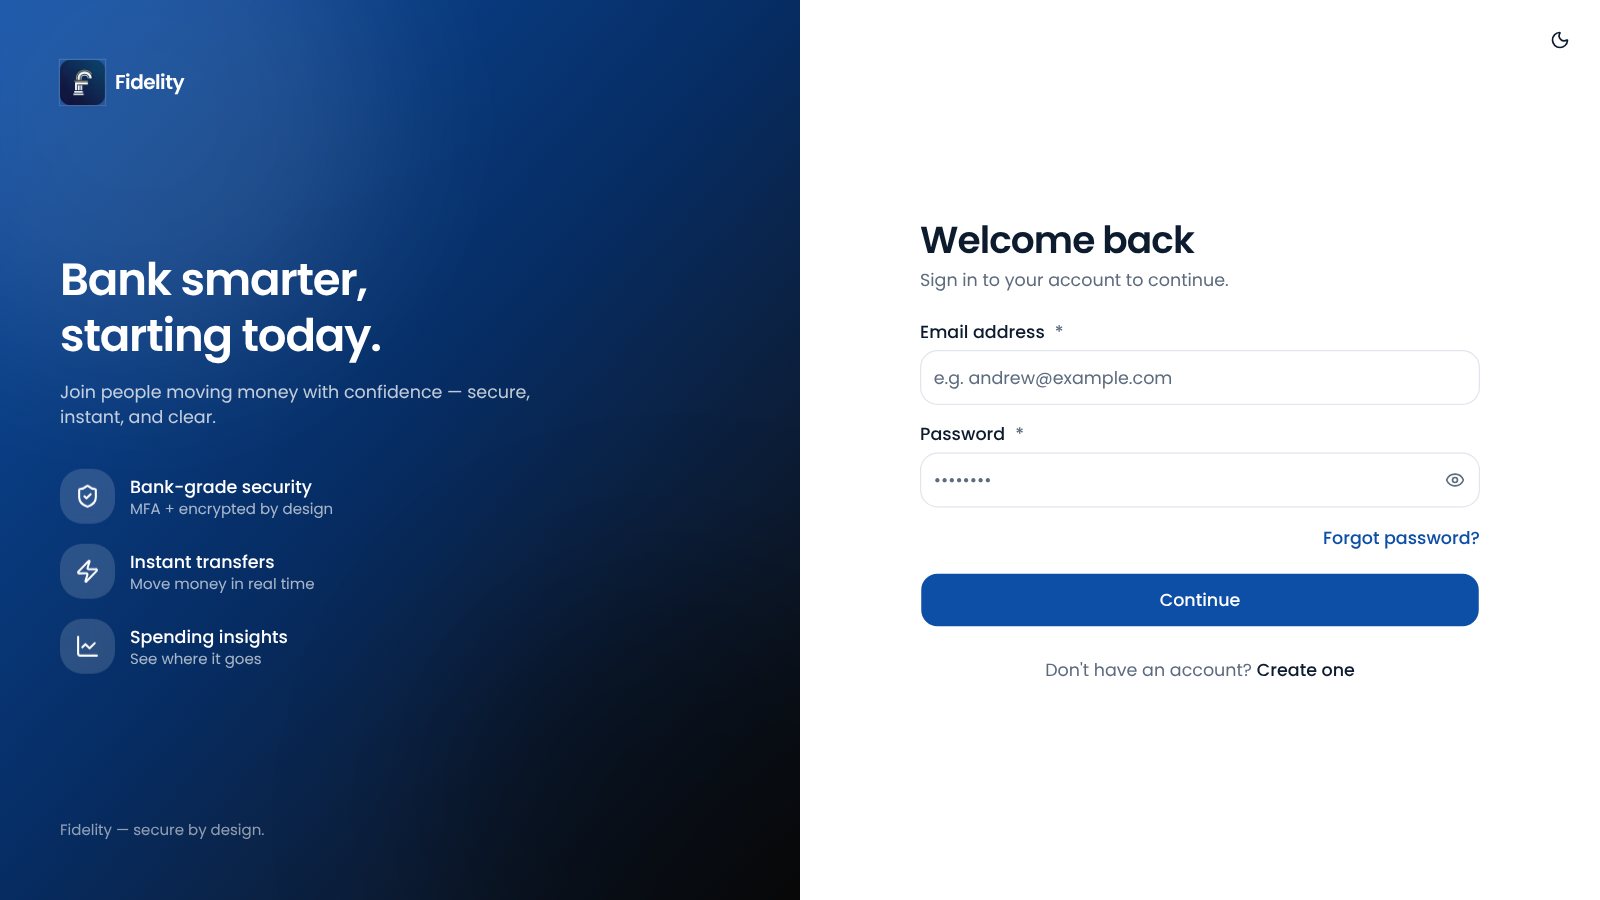 Fidelity
Bank smarter,
starting today.
Join people moving money with confidence — secure,
instant, and clear.
Bank-grade security
MFA + encrypted by design
Instant transfers
Move money in real time
Spending insights
See where it goes
Fidelity — secure by design.
Welcome back
Sign in to your account to continue.
Email address *
e.g. andrew@example.com
Password *
••••••••
Forgot password?
Continue
Don't have an account? Create one